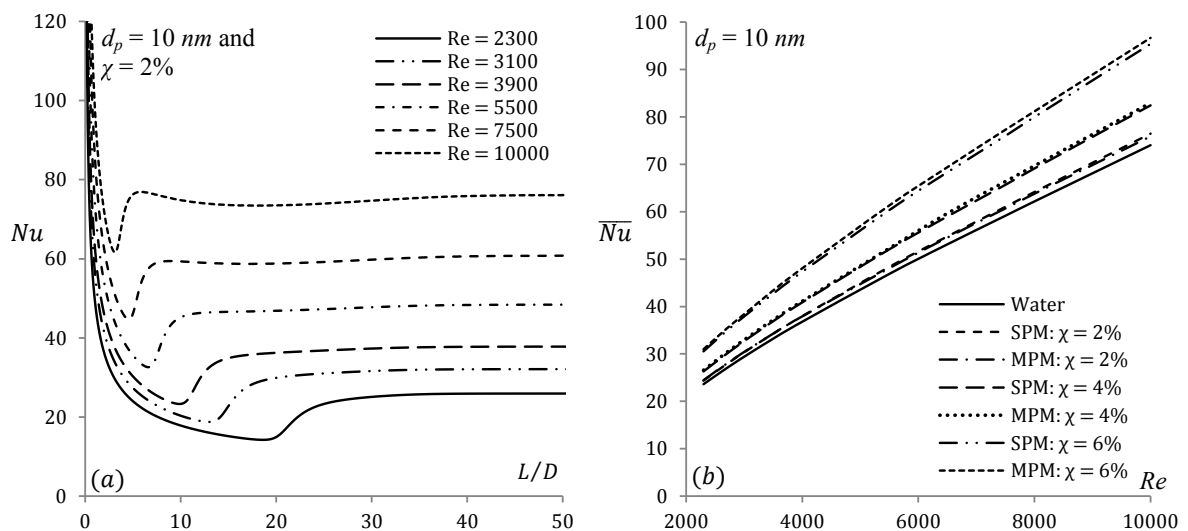 120
100
80
60
40
20
0
Nu
d_p = 10 nm and
χ = 2%
Re = 2300
Re = 3100
Re = 3900
Re = 5500
Re = 7500
Re = 10000
(a)
L/D
0 10 20 30 40 50
100
90
80
70
60
50
40
30
20
10
0
N̅u̅
d_p = 10 nm
Water
SPM: χ = 2%
MPM: χ = 2%
SPM: χ = 4%
MPM: χ = 4%
SPM: χ = 6%
MPM: χ = 6%
(b)
Re
2000 4000 6000 8000 10000